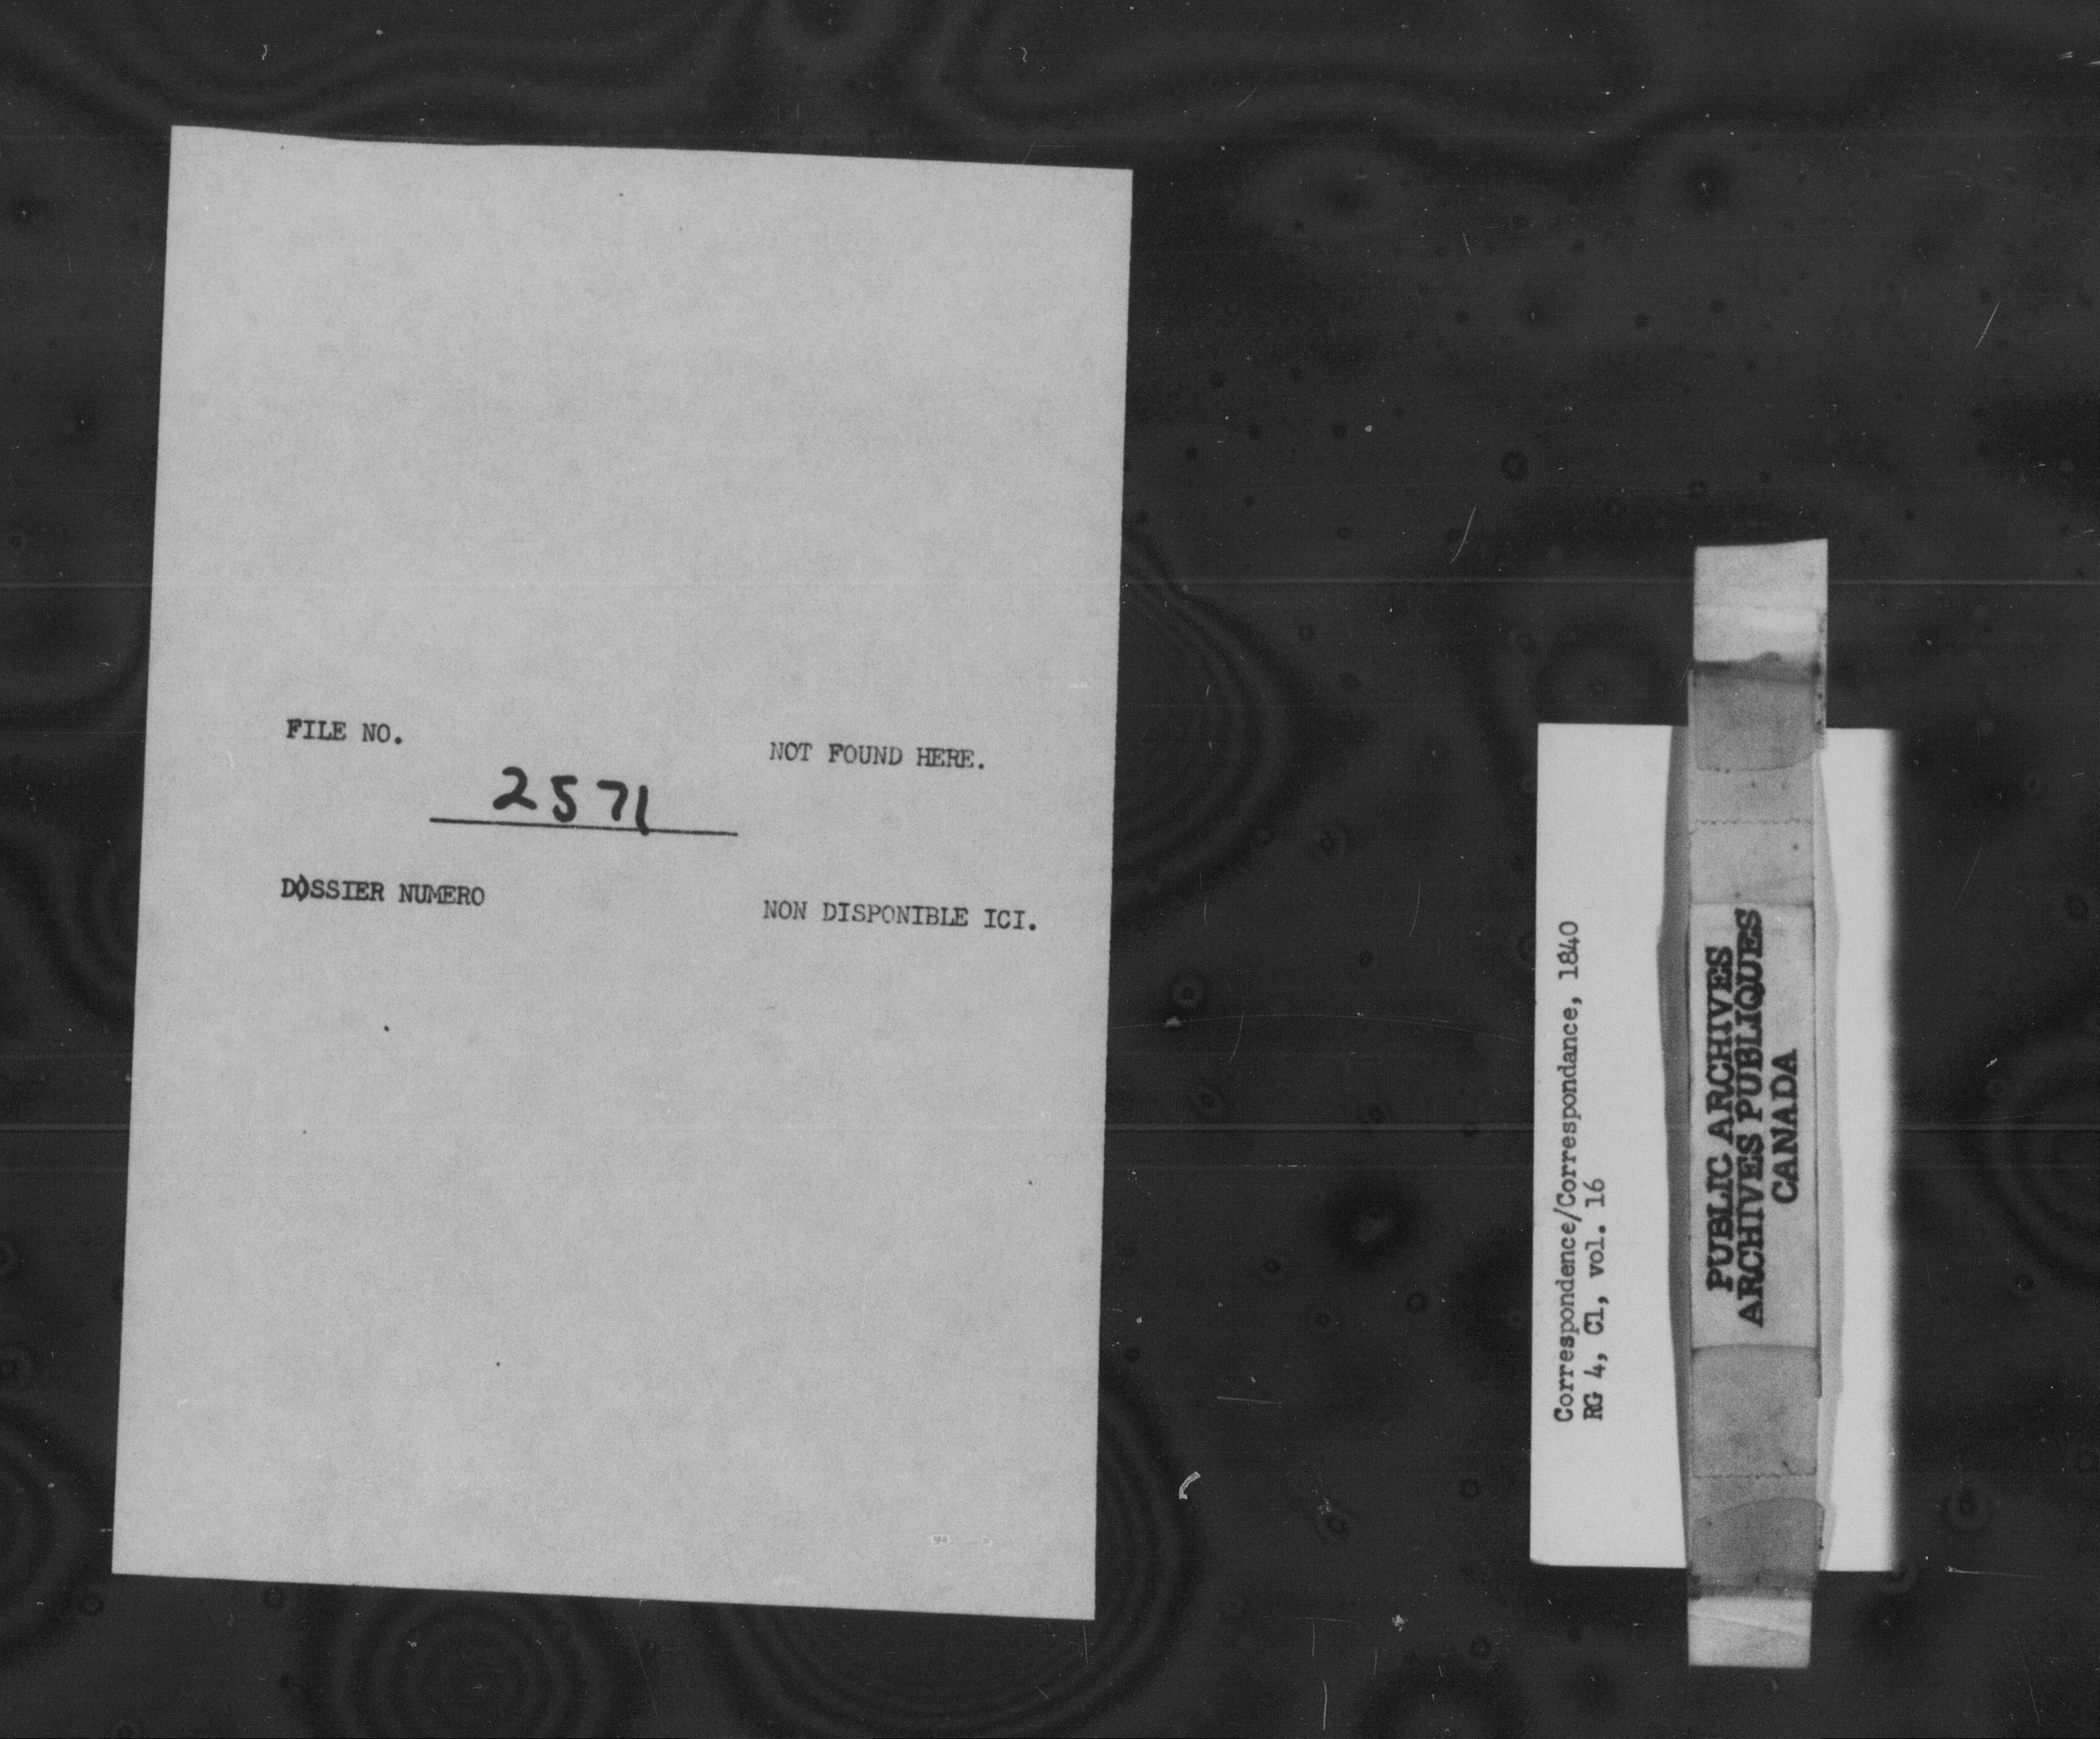 FILE NO.
NOT FOUND HERE.
2571
DOSSIER NUMERO
NON DISPONIBLE ICI.
Correspondence/Correspondance, 1840
RG 4, C1, vol. 16
PUBLIC ARCHIVES
ARCHIVES PUBLIQUES
CANADA